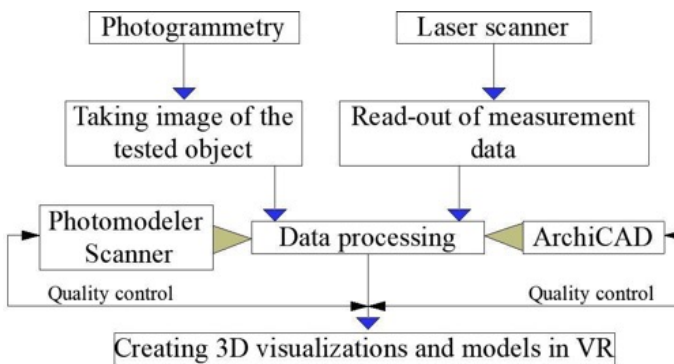 Photogrammetry
Laser scanner
Taking image of the
tested object
Read-out of measurement
data
Photomodeler
Scanner
Data processing
ArchiCAD
Quality control
Quality control
Creating 3D visualizations and models in VR